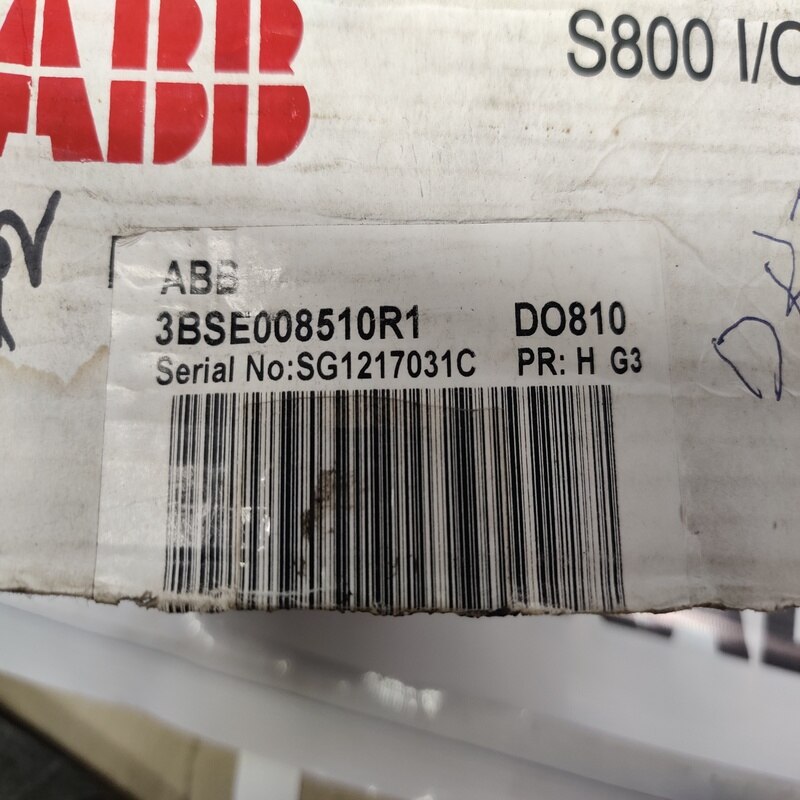 ABB
S800 I/O
ABB
3BSE008510R1 DO810
Serial No:SG1217031C PR: H G3